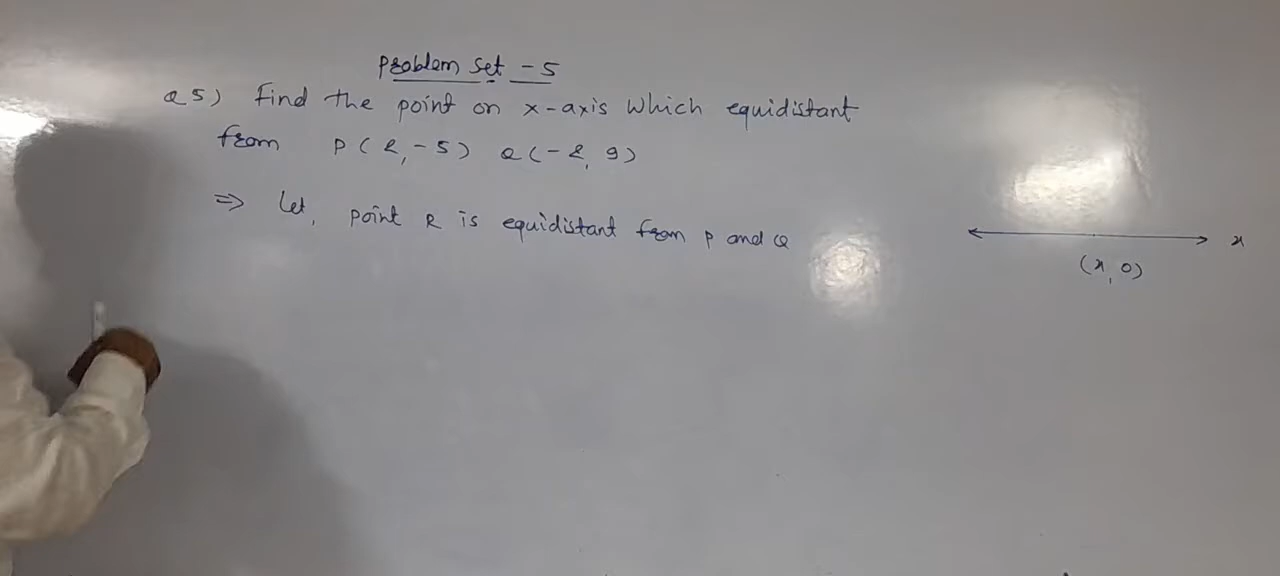 Problem Set - 5
Q 5) Find the point on x-axis which equidistant
from P(2,-5) Q(-2,9)
⇒ Let, point R is equidistant from P and Q
x
(x,0)